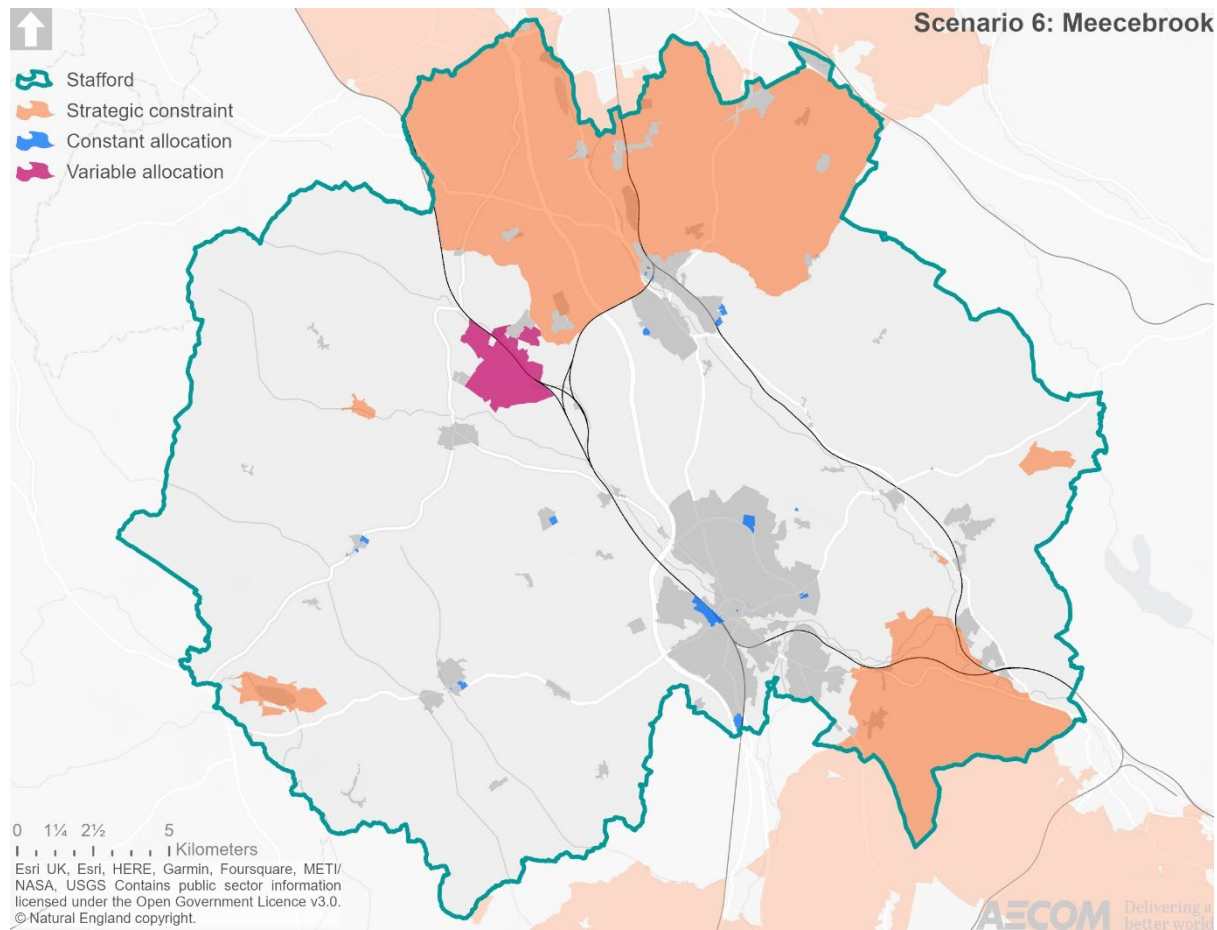 Scenario 6: Meecebrook
Stafford
Strategic constraint
Constant allocation
Variable allocation
0 1¼ 2½ 5
Kilometers
Esri UK, Esri, HERE, Garmin, Foursquare, METI/
NASA, USGS Contains public sector information
licensed under the Open Government Licence v3.0.
© Natural England copyright.
AECOM Delivering a
better world